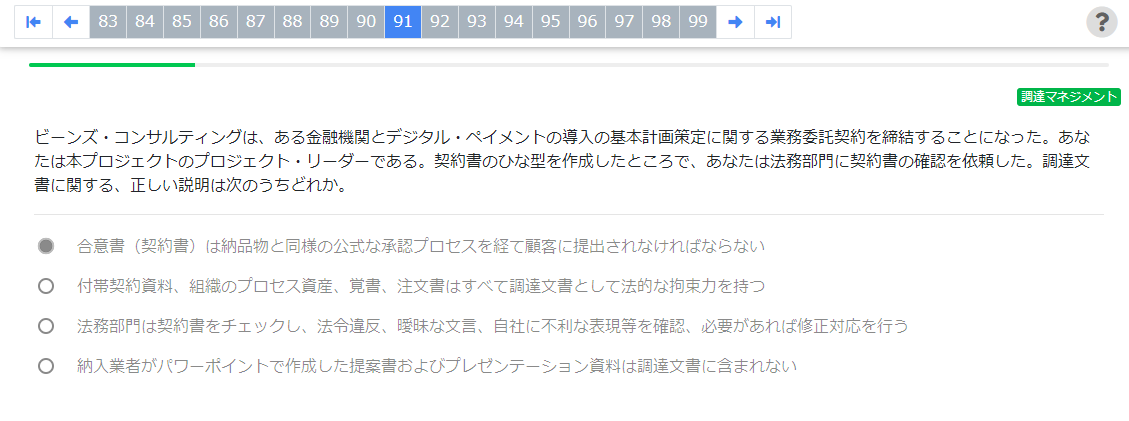 83 84 85 86 87 88 89 90 91 92 93 94 95 96 97 98 99 ?
調達マネジメント
ビーンズ・コンサルティングは、ある金融機関とデジタル・ペイメントの導入の基本計画策定に関する業務委託契約を締結することになった。あな
たは本プロジェクトのプロジェクト・リーダーである。契約書のひな型を作成したところで、あなたは法務部門に契約書の確認を依頼した。調達文
書に関する、正しい説明は次のうちどれか。
合意書（契約書）は納品物と同様の公式な承認プロセスを経て顧客に提出されなければならない
付帯契約資料、組織のプロセス資産、覚書、注文書はすべて調達文書として法的な拘束力を持つ
法務部門は契約書をチェックし、法令違反、曖昧な文言、自社に不利な表現等を確認、必要があれば修正対応を行う
納入業者がパワーポイントで作成した提案書およびプレゼンテーション資料は調達文書に含まれない